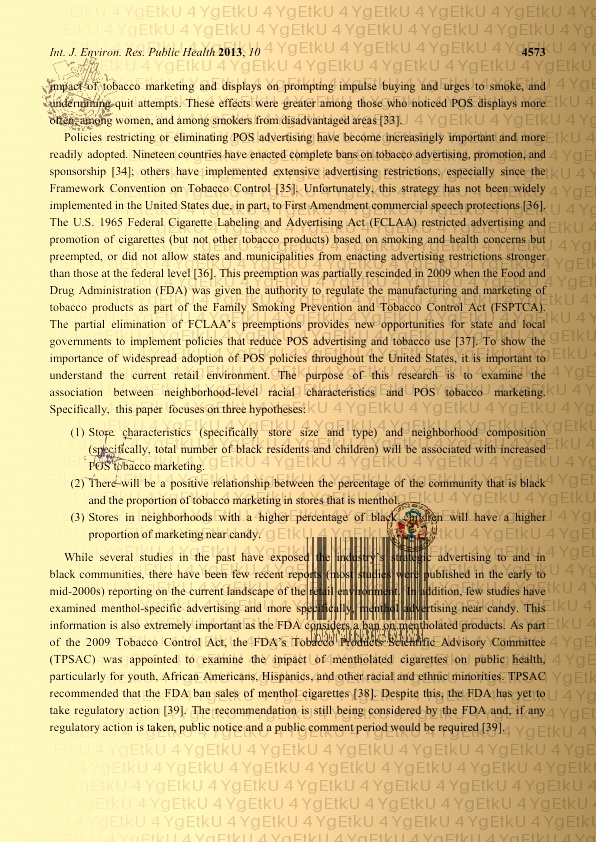 Int. J. Environ. Res. Public Health 2013, 10 4573
impact of tobacco marketing and displays on prompting impulse buying and urges to smoke, and
undermining quit attempts. These effects were greater among those who noticed POS displays more
often, among women, and among smokers from disadvantaged areas [33].
Policies restricting or eliminating POS advertising have become increasingly important and more
readily adopted. Nineteen countries have enacted complete bans on tobacco advertising, promotion, and
sponsorship [34]; others have implemented extensive advertising restrictions, especially since the
Framework Convention on Tobacco Control [35]. Unfortunately, this strategy has not been widely
implemented in the United States due, in part, to First Amendment commercial speech protections [36].
The U.S. 1965 Federal Cigarette Labeling and Advertising Act (FCLAA) restricted advertising and
promotion of cigarettes (but not other tobacco products) based on smoking and health concerns but
preempted, or did not allow states and municipalities from enacting advertising restrictions stronger
than those at the federal level [36]. This preemption was partially rescinded in 2009 when the Food and
Drug Administration (FDA) was given the authority to regulate the manufacturing and marketing of
tobacco products as part of the Family Smoking Prevention and Tobacco Control Act (FSPTCA).
The partial elimination of FCLAA's preemptions provides new opportunities for state and local
governments to implement policies that reduce POS advertising and tobacco use [37]. To show the
importance of widespread adoption of POS policies throughout the United States, it is important to
understand the current retail environment. The purpose of this research is to examine the
association between neighborhood-level racial characteristics and POS tobacco marketing.
Specifically, this paper focuses on three hypotheses:
(1) Store characteristics (specifically store size and type) and neighborhood composition
(specifically, total number of black residents and children) will be associated with increased
POS tobacco marketing.
(2) There will be a positive relationship between the percentage of the community that is black
and the proportion of tobacco marketing in stores that is menthol.
(3) Stores in neighborhoods with a higher percentage of black children will have a higher
proportion of marketing near candy.
While several studies in the past have exposed the industry's strategic advertising to and in
black communities, there have been few recent reports (most studies were published in the early to
mid-2000s) reporting on the current landscape of the retail environment. In addition, few studies have
examined menthol-specific advertising and more specifically, menthol advertising near candy. This
information is also extremely important as the FDA considers a ban on mentholated products. As part
of the 2009 Tobacco Control Act, the FDA's Tobacco Products Scientific Advisory Committee
(TPSAC) was appointed to examine the impact of mentholated cigarettes on public health,
particularly for youth, African Americans, Hispanics, and other racial and ethnic minorities. TPSAC
recommended that the FDA ban sales of menthol cigarettes [38]. Despite this, the FDA has yet to
take regulatory action [39]. The recommendation is still being considered by the FDA and, if any
regulatory action is taken, public notice and a public comment period would be required [39].